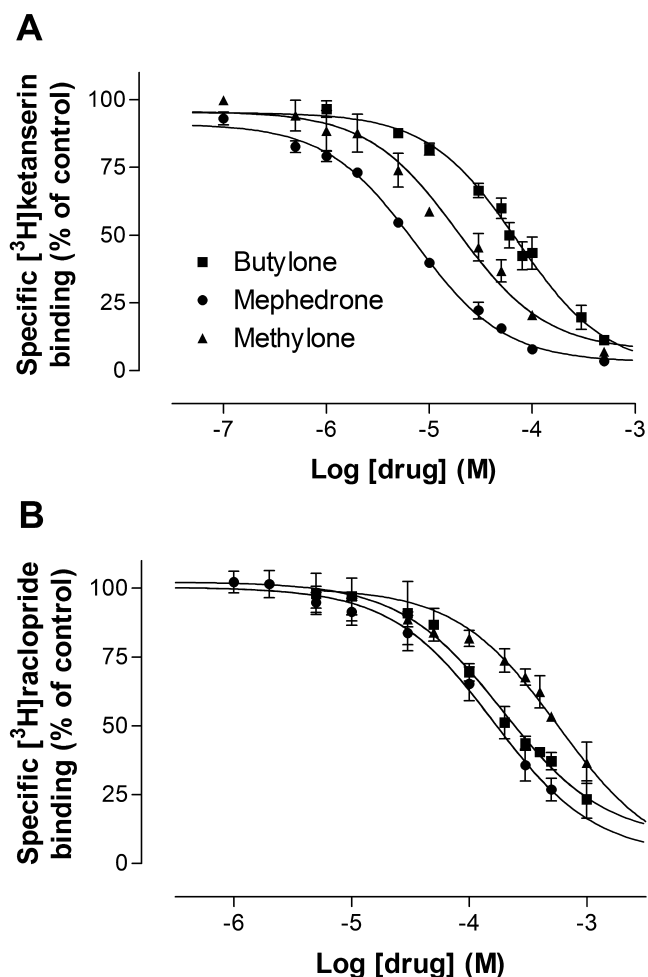 A
Specific [³H]ketanserin
binding (% of control)
100
75
50
25
0
Butylone
Mephedrone
Methylone
-7 -6 -5 -4 -3
Log [drug] (M)
B
Specific [³H]raclopride
binding (% of control)
100
75
50
25
0
-6 -5 -4 -3
Log [drug] (M)